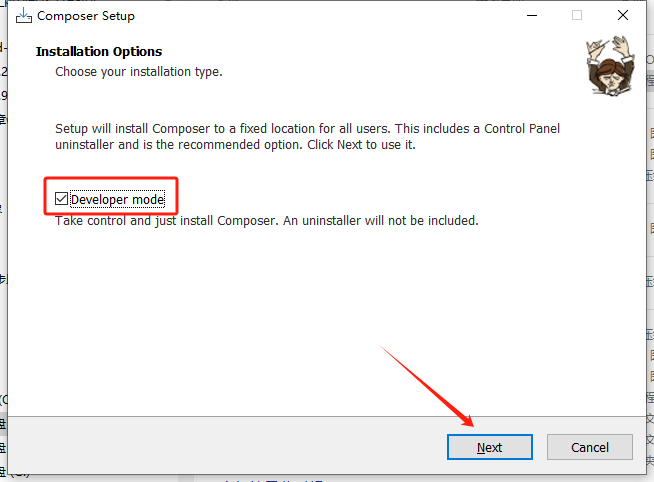 Composer Setup
Installation Options
Choose your installation type.
Setup will install Composer to a fixed location for all users. This includes a Control Panel
uninstaller and is the recommended option. Click Next to use it.
Developer mode
Take control and just install Composer. An uninstaller will not be included.
Next
Cancel